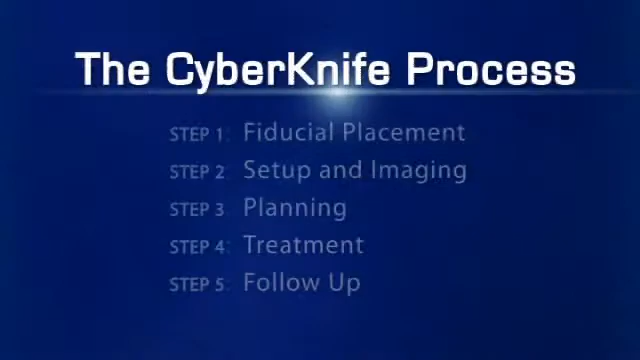 The CyberKnife Process
STEP 1: Fiducial Placement
STEP 2: Setup and Imaging
STEP 3: Planning
STEP 4: Treatment
STEP 5: Follow Up